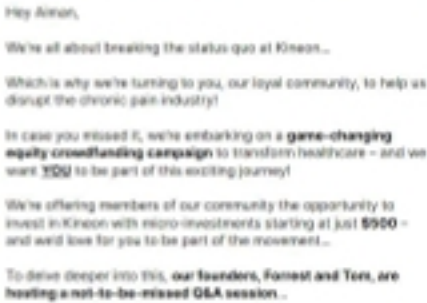 Hey Aiman,
We're all about breaking the status quo at Kineon...
Which is why we're turning to you, our loyal community, to help us
disrupt the chronic pain industry!
In case you missed it, we're embarking on a game-changing
equity crowdfunding campaign to transform healthcare – and we
want YOU to be part of this exciting journey!
We're offering members of our community the opportunity to
invest in Kineon with micro-investments starting at just $500 –
and we'd love for you to be part of the movement...
To delve deeper into this, our founders, Forrest and Tom, are
hosting a not-to-be-missed Q&A session...